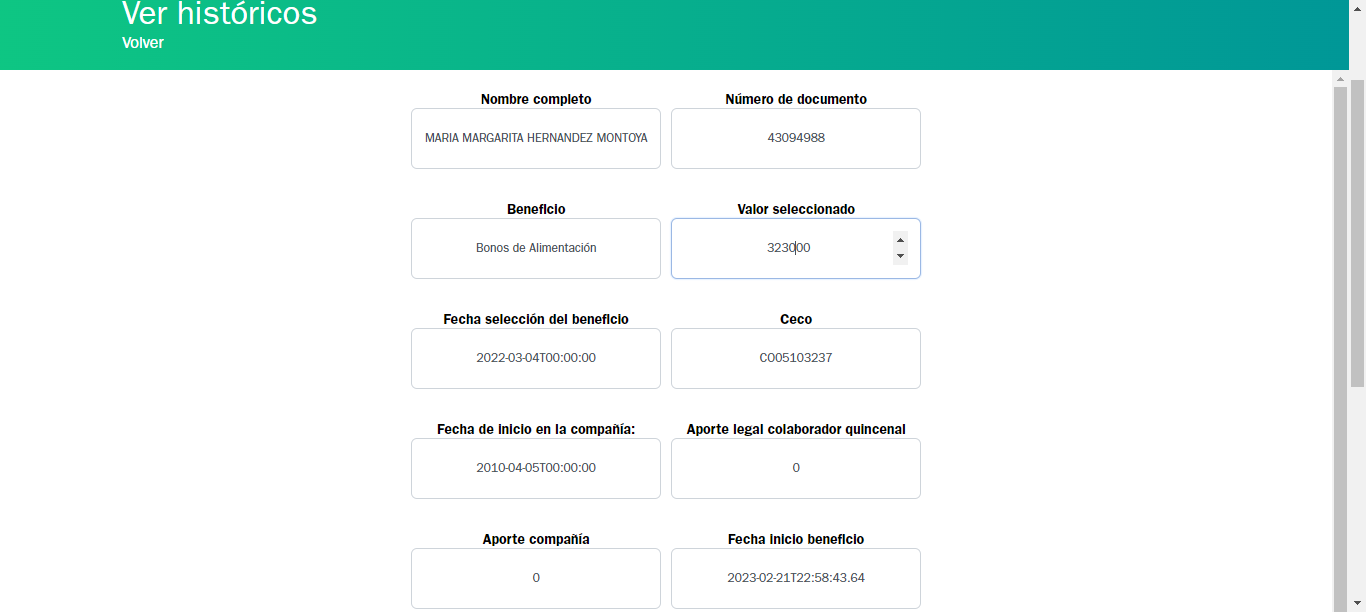 Ver históricos
Volver
Nombre completo
Número de documento
MARIA MARGARITA HERNANDEZ MONTOYA
43094988
Beneficio
Valor seleccionado
Bonos de Alimentación
323000
Fecha selección del beneficio
Ceco
2022-03-04T00:00:00
CO05103237
Fecha de inicio en la compañía:
Aporte legal colaborador quincenal
2010-04-05T00:00:00
0
Aporte compañía
Fecha inicio beneficio
0
2023-02-21T22:58:43.64